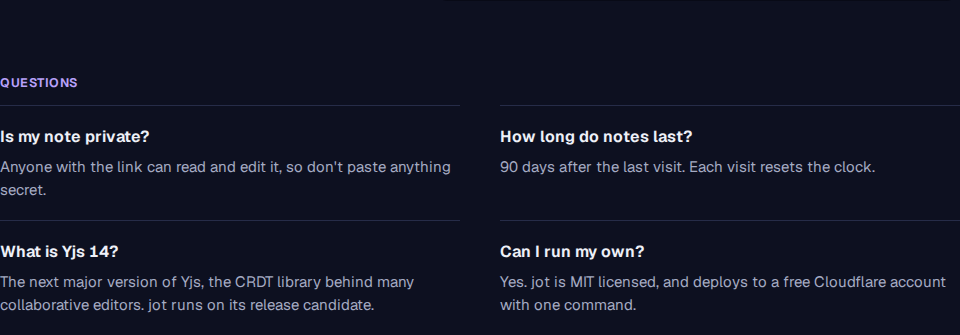 QUESTIONS
Is my note private?
Anyone with the link can read and edit it, so don't paste anything
secret.
How long do notes last?
90 days after the last visit. Each visit resets the clock.
What is Yjs 14?
The next major version of Yjs, the CRDT library behind many
collaborative editors. jot runs on its release candidate.
Can I run my own?
Yes. jot is MIT licensed, and deploys to a free Cloudflare account
with one command.